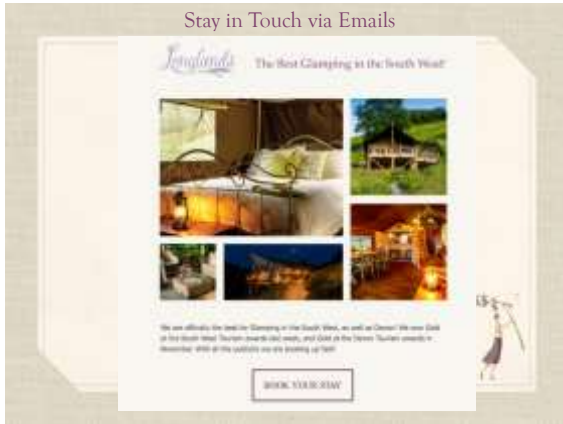 Stay in Touch via Emails
Longlands
The Best Glamping in the South West!
We are officially the best for Glamping in the South West, as well as Devon! We won Gold
at the South West Tourism awards last week, and Gold at the Devon Tourism awards in
November. With all the publicity we are booking up fast!
BOOK YOUR STAY